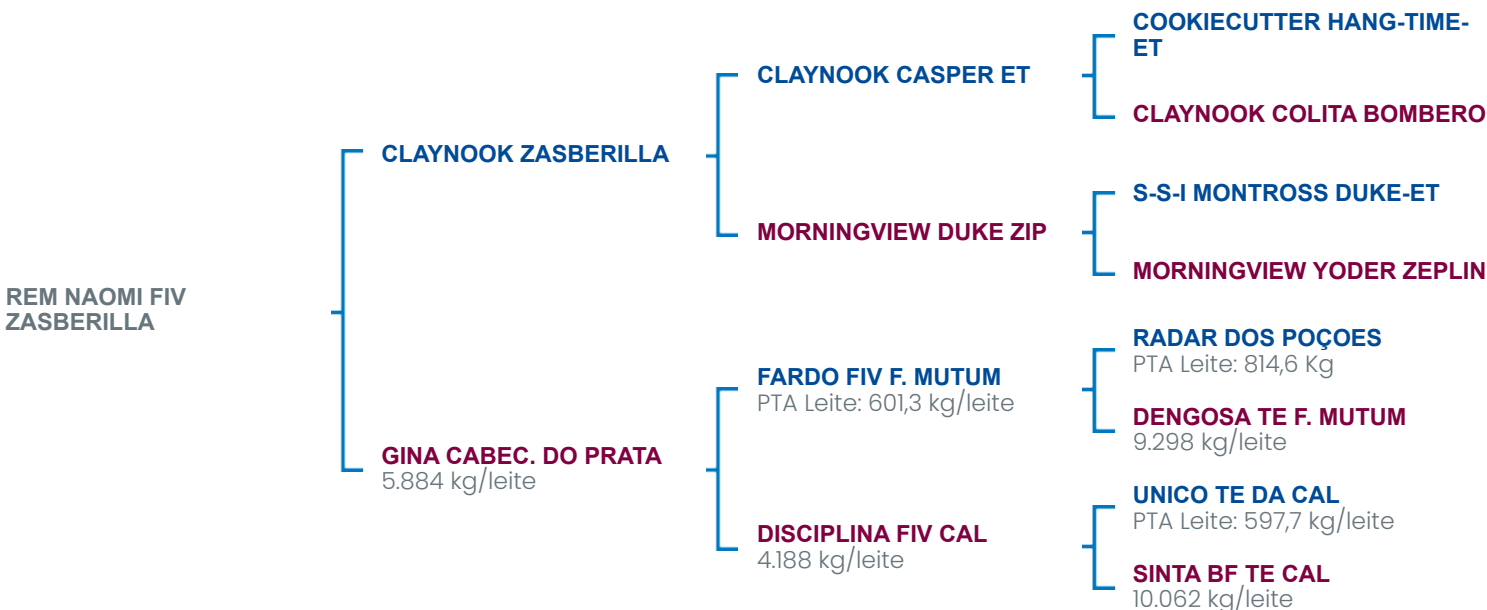 REM NAOMI FIV
ZASBERILLA
CLAYNOOK ZASBERILLA
GINA CABEC. DO PRATA
5.884 kg/leite
CLAYNOOK CASPER ET
MORNINGVIEW DUKE ZIP
FARDO FIV F. MUTUM
PTA Leite: 601,3 kg/leite
DISCIPLINA FIV CAL
4.188 kg/leite
COOKIECUTTER HANG-TIME-
ET
CLAYNOOK COLITA BOMBERO
S-S-I MONTROSS DUKE-ET
MORNINGVIEW YODER ZEPLIN
RADAR DOS POÇOES
PTA Leite: 814,6 Kg
DENGOSA TE F. MUTUM
9.298 kg/leite
UNICO TE DA CAL
PTA Leite: 597,7 kg/leite
SINTA BF TE CAL
10.062 kg/leite